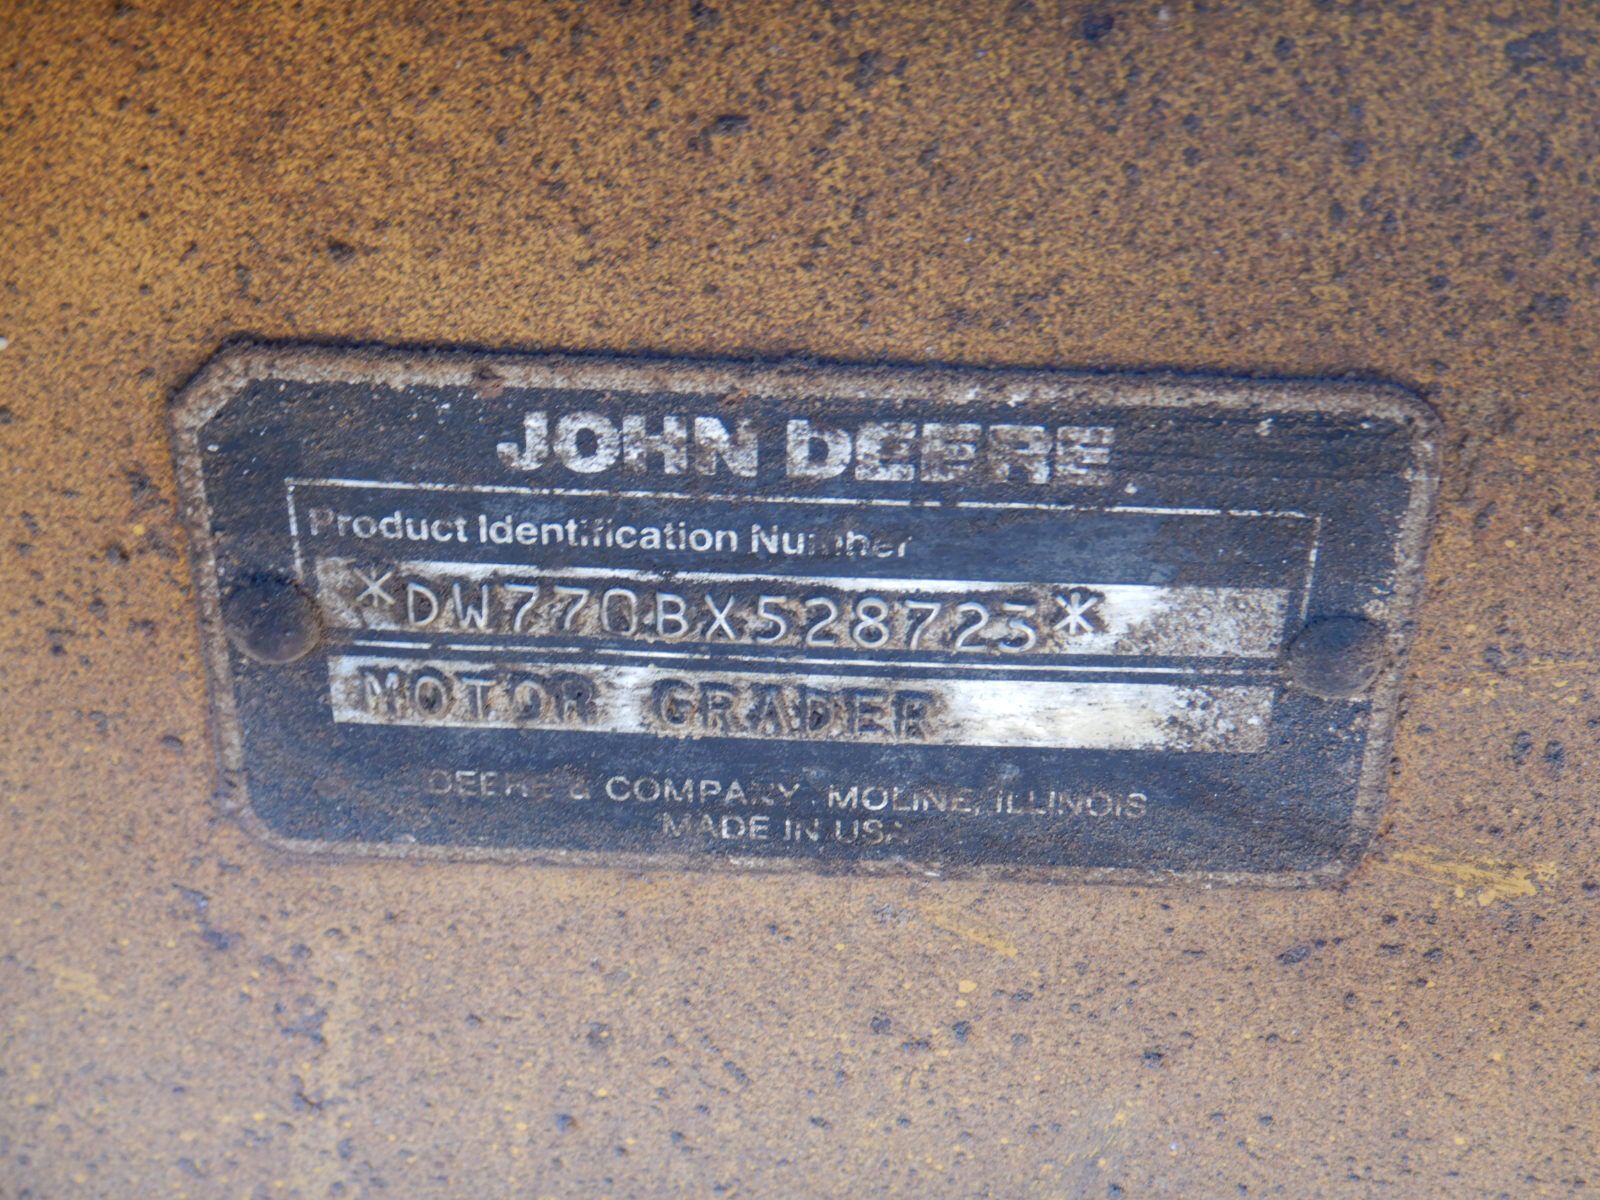 JOHN DEERE
Product Identification Number
*DW770BX528723*
MOTOR GRADER
DEERE & COMPANY, MOLINE, ILLINOIS
MADE IN USA